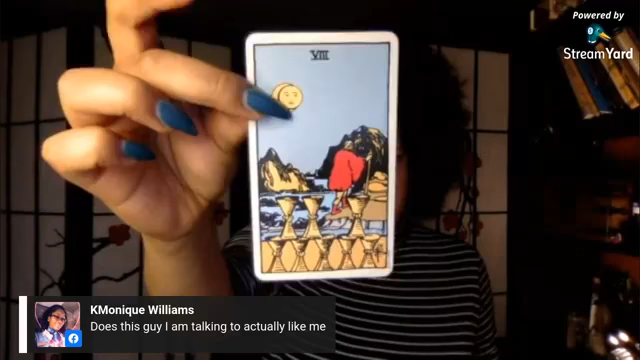 Powered by
StreamYard
VIII
KMonique Williams
Does this guy I am talking to actually like me